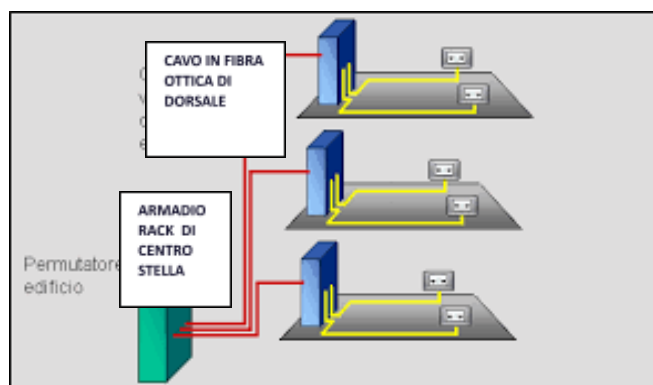 CAVO IN FIBRA
OTTICA DI
DORSALE
ARMADIO
RACK DI
CENTRO
STELLA
Permutatore
edificio